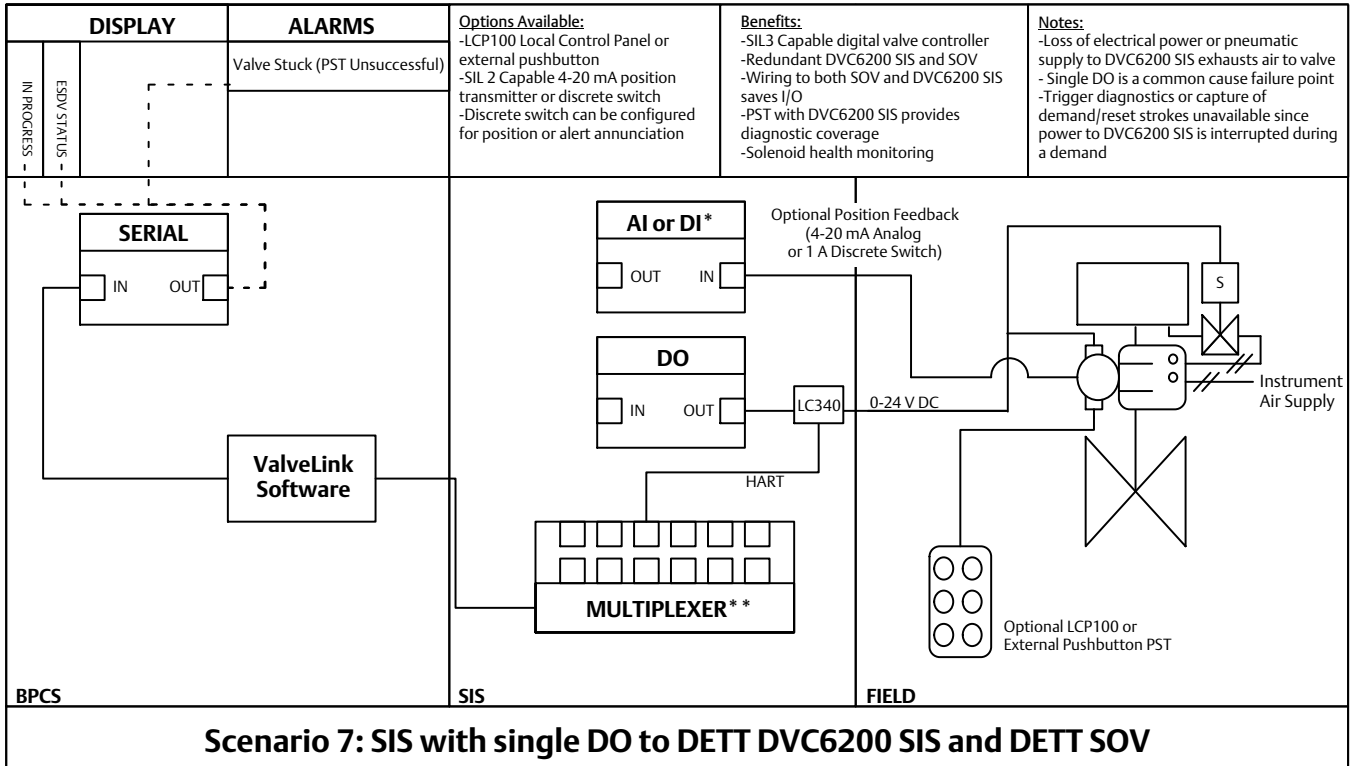 DISPLAY
ALARMS
IN PROGRESS
ESDV STATUS
Valve Stuck (PST Unsuccessful)
Options Available:
-LCP100 Local Control Panel or
external pushbutton
-SIL 2 Capable 4-20 mA position
transmitter or discrete switch
-Discrete switch can be configured
for position or alert annunciation
Benefits:
-SIL3 Capable digital valve controller
-Redundant DVC6200 SIS and SOV
-Wiring to both SOV and DVC6200 SIS
saves I/O
-PST with DVC6200 SIS provides
diagnostic coverage
-Solenoid health monitoring
Notes:
-Loss of electrical power or pneumatic
supply to DVC6200 SIS exhausts air to valve
- Single DO is a common cause failure point
-Trigger diagnostics or capture of
demand/reset strokes unavailable since
power to DVC6200 SIS is interrupted during
a demand
SERIAL
IN OUT
ValveLink
Software
BPCS
AI or DI*
OUT IN
DO
IN OUT
LC340
HART
MULTIPLEXER**
SIS
Optional Position Feedback
(4-20 mA Analog
or 1 A Discrete Switch)
0-24 V DC
S
Instrument
Air Supply
Optional LCP100 or
External Pushbutton PST
FIELD
Scenario 7: SIS with single DO to DETT DVC6200 SIS and DETT SOV